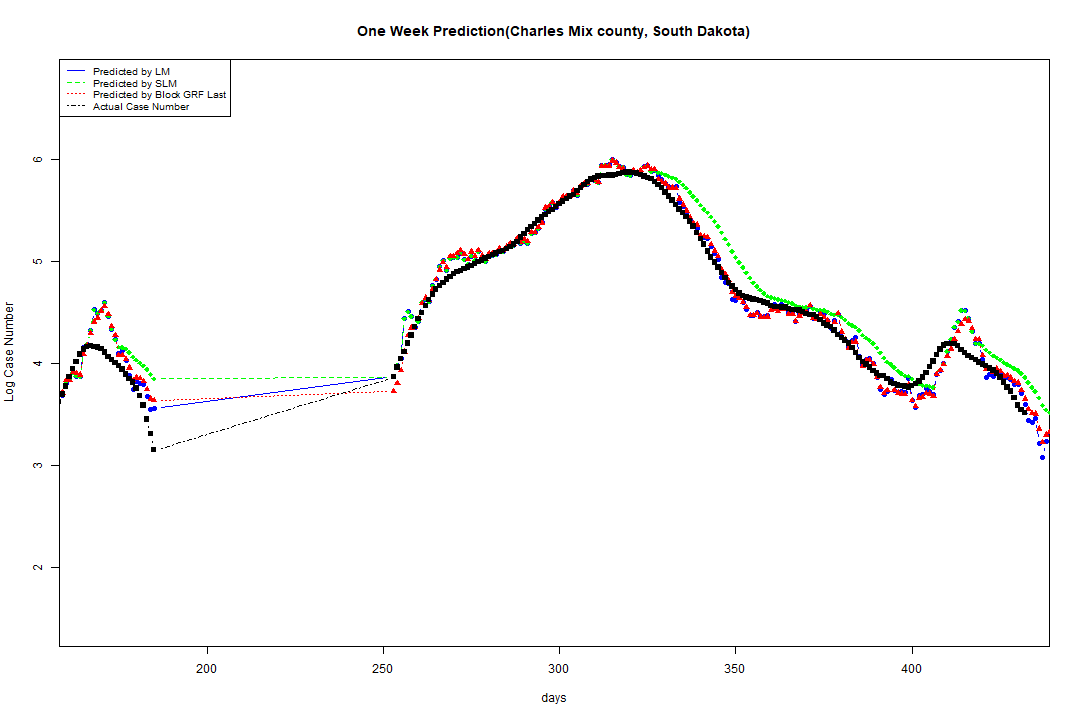 One Week Prediction(Charles Mix county, South Dakota)
Predicted by LM
Predicted by SLM
Predicted by Block GRF Last
Actual Case Number
Log Case Number
6
5
4
3
2
200 250 300 350 400
days